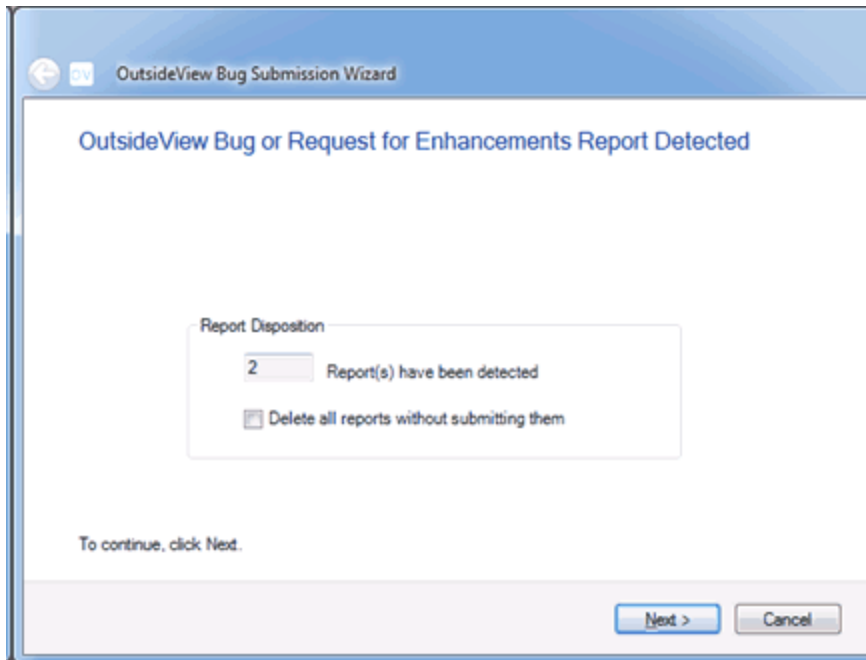 OV OutsideView Bug Submission Wizard
OutsideView Bug or Request for Enhancements Report Detected
Report Disposition
2 Report(s) have been detected
Delete all reports without submitting them
To continue, click Next.
Next > Cancel